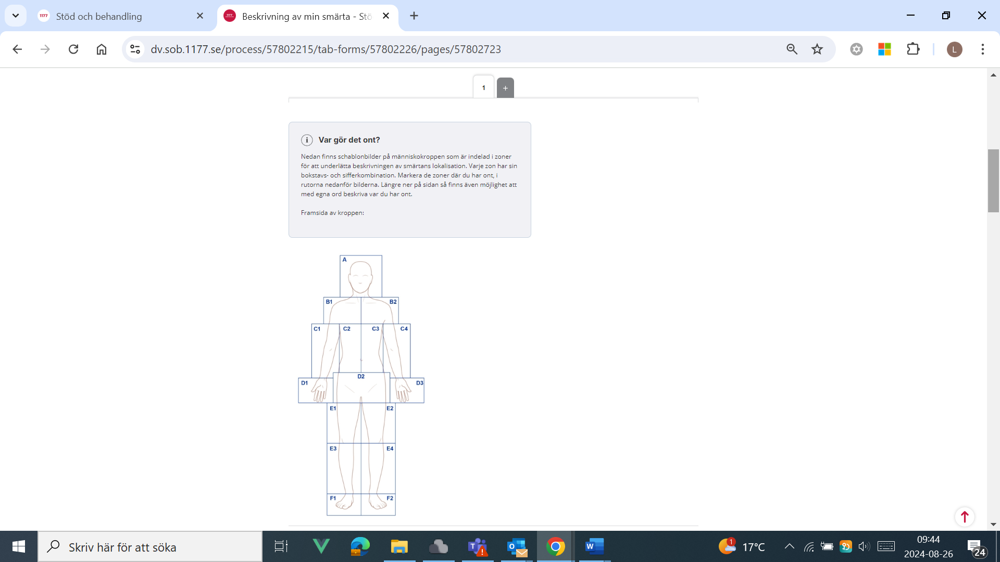 1177 Stöd och behandling
1177 Beskrivning av min smärta - Stö
dv.sob.1177.se/process/57802215/tab-forms/57802226/pages/57802723
L
1 +
i Var gör det ont?
Nedan finns schablonbilder på människokroppen som är indelad i zoner
för att underlätta beskrivningen av smärtans lokalisation. Varje zon har sin
bokstavs- och sifferkombination. Markera de zoner där du har ont, i
rutorna nedanför bilderna. Längre ner på sidan så finns även möjlighet att
med egna ord beskriva var du har ont.
Framsida av kroppen:
A
B1 B2
C1 C2 C3 C4
D2
D1 D3
E1 E2
E3 E4
F1 F2
Skriv här för att söka
1 17°C
09:44
2024-08-26
24